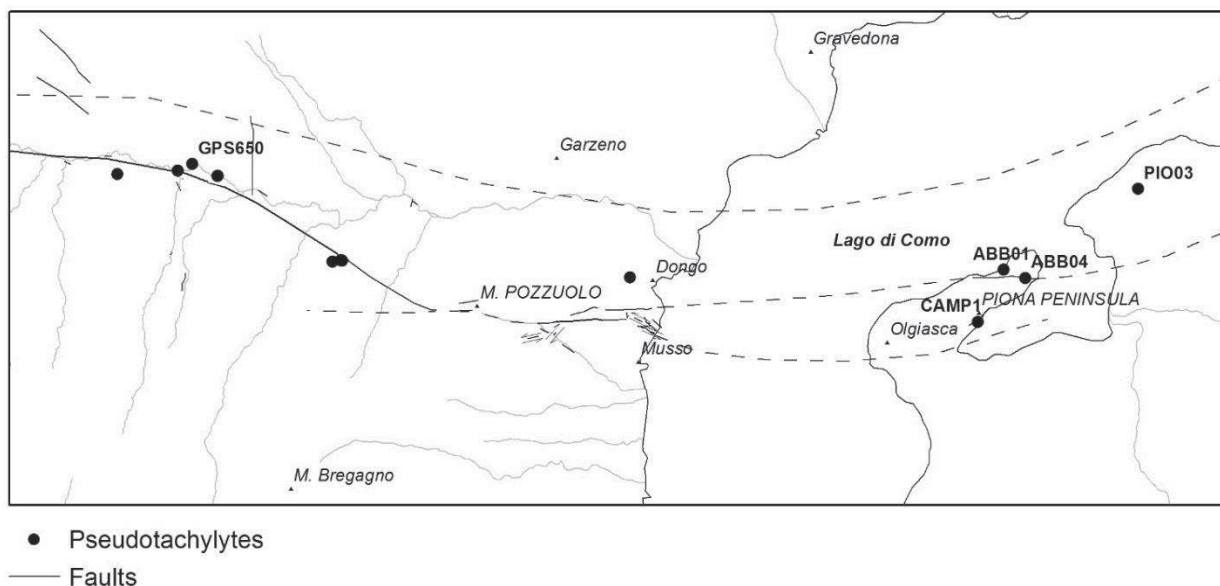 Gravedona
GPS650
Garzeno
PIO03
Lago di Como
ABB01
ABB04
Dongo
M. POZZUOLO
CAMP1
PIONA PENINSULA
Olgiasca
Musso
M. Bregagno
Pseudotachylytes
Faults